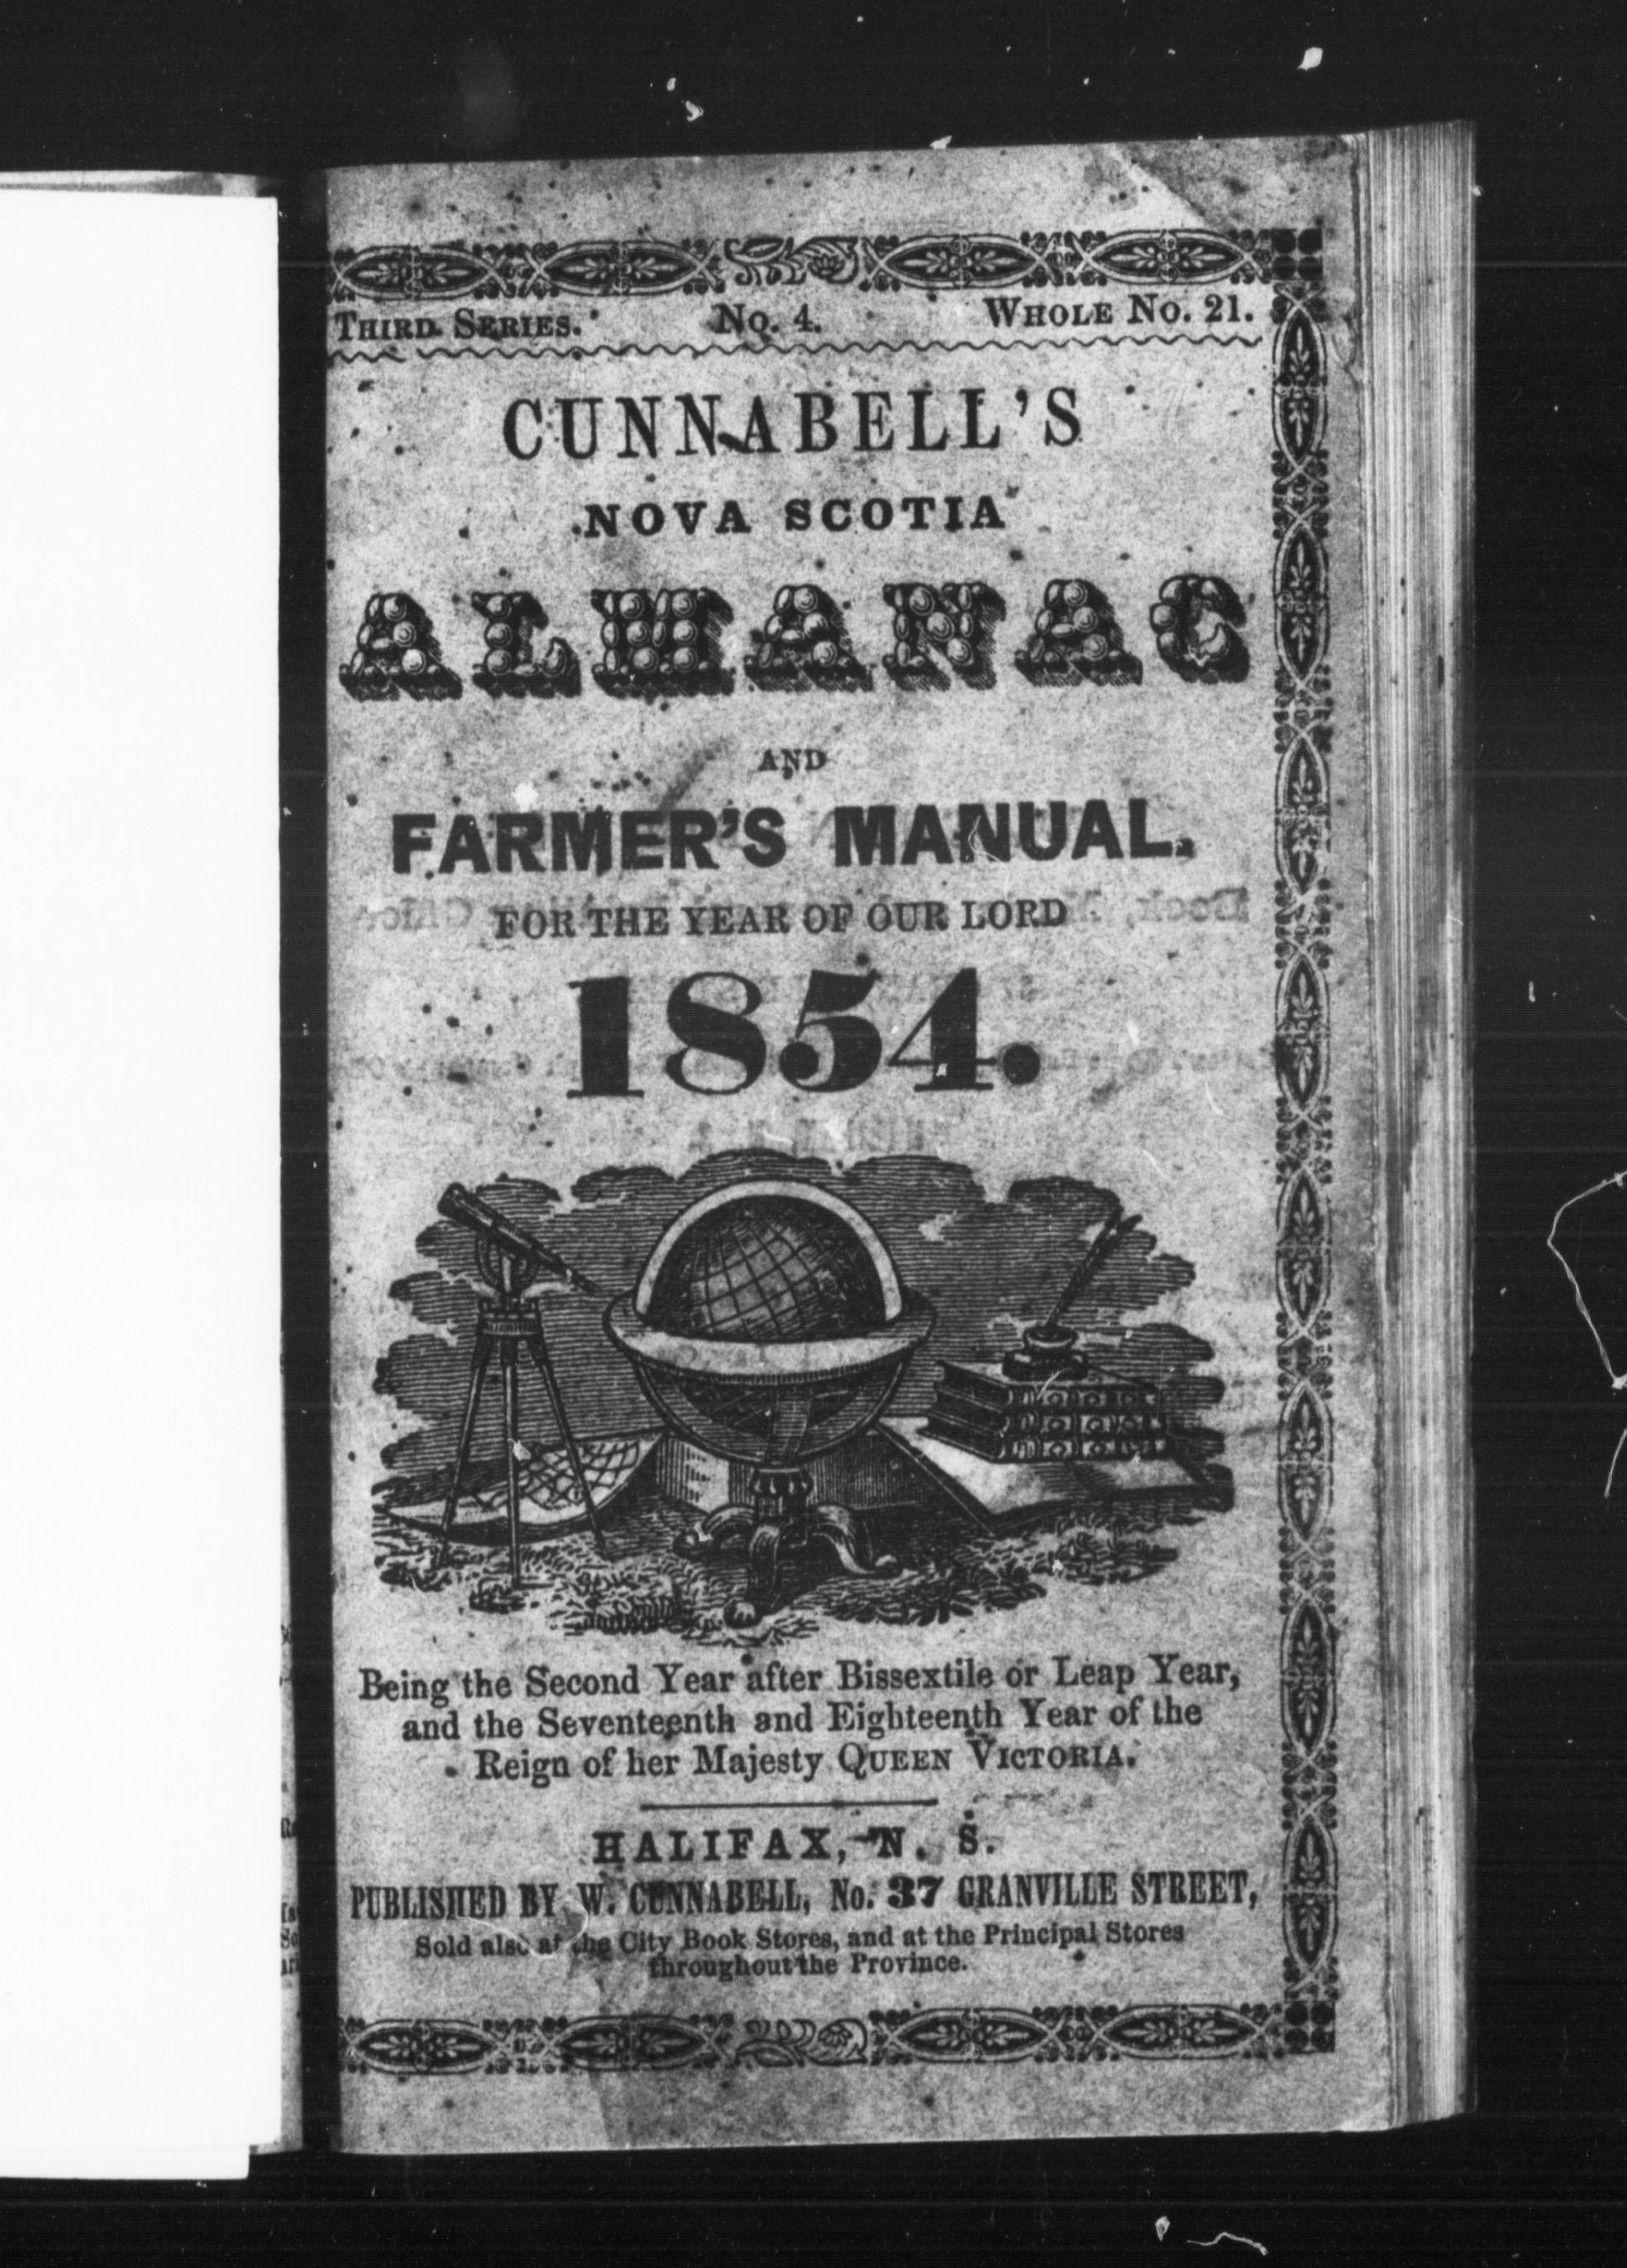 THIRD SERIES. No. 4. WHOLE No. 21.
CUNNABELL'S
NOVA SCOTIA
ALMANAC
AND
FARMER'S MANUAL.
FOR THE YEAR OF OUR LORD
1854.
Being the Second Year after Bissextile or Leap Year,
and the Seventeenth and Eighteenth Year of the
Reign of her Majesty QUEEN VICTORIA.
HALIFAX, N. S.
PUBLISHED BY W. CUNNABELL, No. 37 GRANVILLE STREET,
Sold also at the City Book Stores, and at the Principal Stores
throughout the Province.